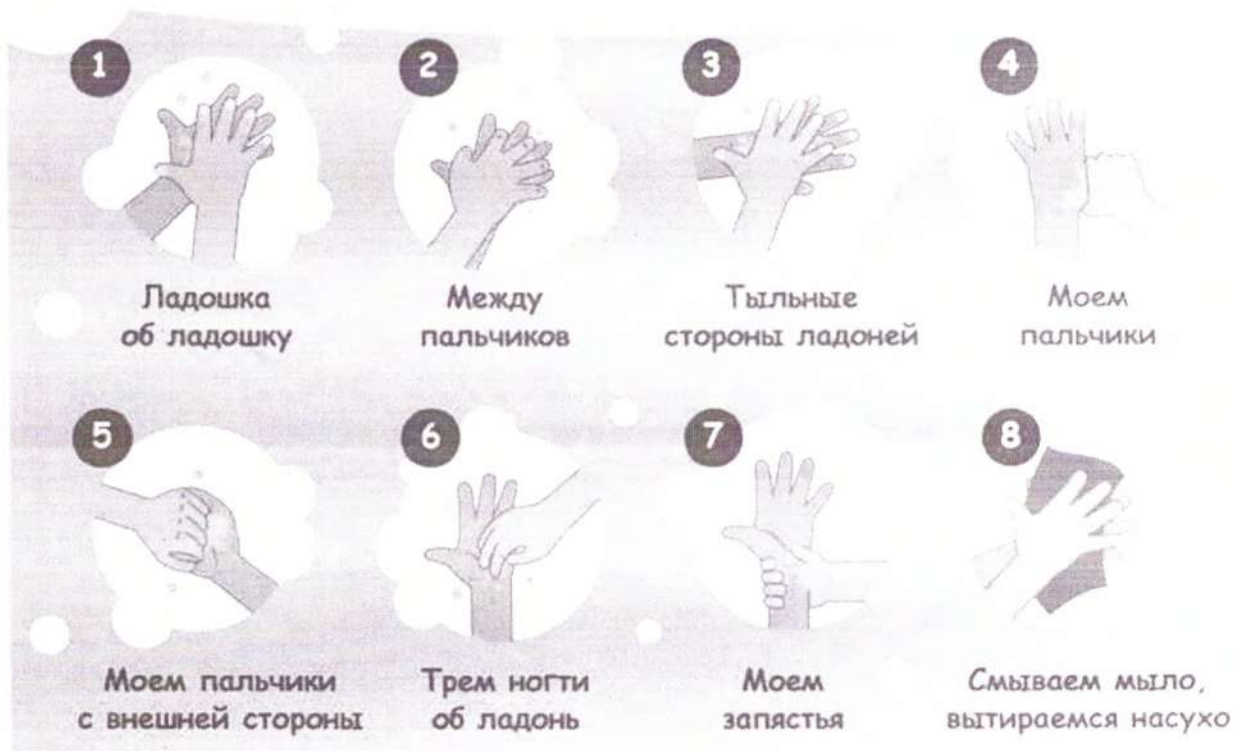 1
2
3
4
Ладошка
об ладошку
Между
пальчиков
Тыльные
стороны ладоней
Моем
пальчики
5
6
7
8
Моем пальчики
с внешней стороны
Трем ногти
об ладонь
Моем
запястья
Смываем мыло,
вытираемся насухо